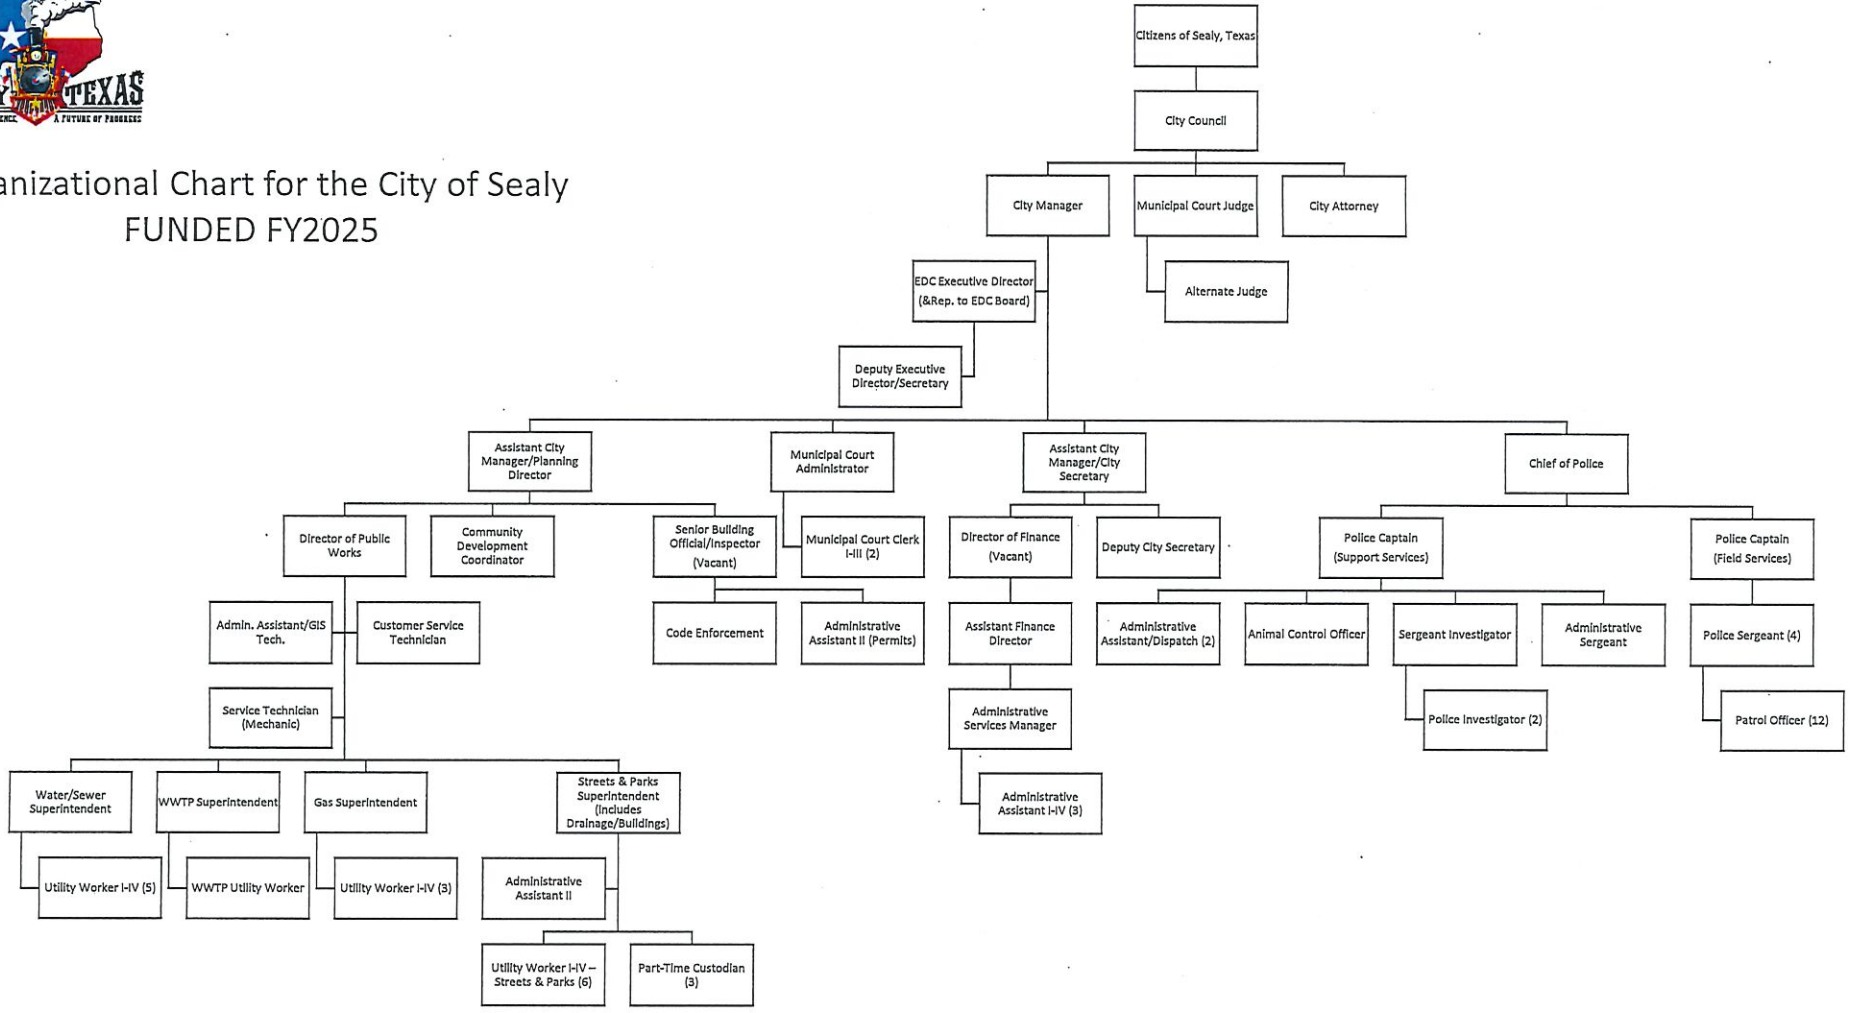 TEXAS
A FUTURE OF PROGRESS
anizational Chart for the City of Sealy
FUNDED FY2025
Citizens of Sealy, Texas
City Council
City Manager
Municipal Court Judge
City Attorney
EDC Executive Director
(&Rep. to EDC Board)
Alternate Judge
Deputy Executive
Director/Secretary
Assistant City
Manager/Planning
Director
Municipal Court
Administrator
Assistant City
Manager/City
Secretary
Chief of Police
Director of Public
Works
Community
Development
Coordinator
Senior Building
Official/Inspector
(Vacant)
Municipal Court Clerk
I-III (2)
Director of Finance
(Vacant)
Deputy City Secretary
Police Captain
(Support Services)
Police Captain
(Field Services)
Admin. Assistant/GIS
Tech.
Customer Service
Technician
Code Enforcement
Administrative
Assistant II (Permits)
Assistant Finance
Director
Administrative
Assistant/Dispatch (2)
Animal Control Officer
Sergeant Investigator
Administrative
Sergeant
Police Sergeant (4)
Service Technician
(Mechanic)
Administrative
Services Manager
Police Investigator (2)
Patrol Officer (12)
Water/Sewer
Superintendent
WWTP Superintendent
Gas Superintendent
Streets & Parks
Superintendent
(Includes
Drainage/Buildings)
Administrative
Assistant I-IV (3)
Utility Worker I-IV (5)
WWTP Utility Worker
Utility Worker I-IV (3)
Administrative
Assistant II
Utility Worker I-IV –
Streets & Parks (6)
Part-Time Custodian
(3)